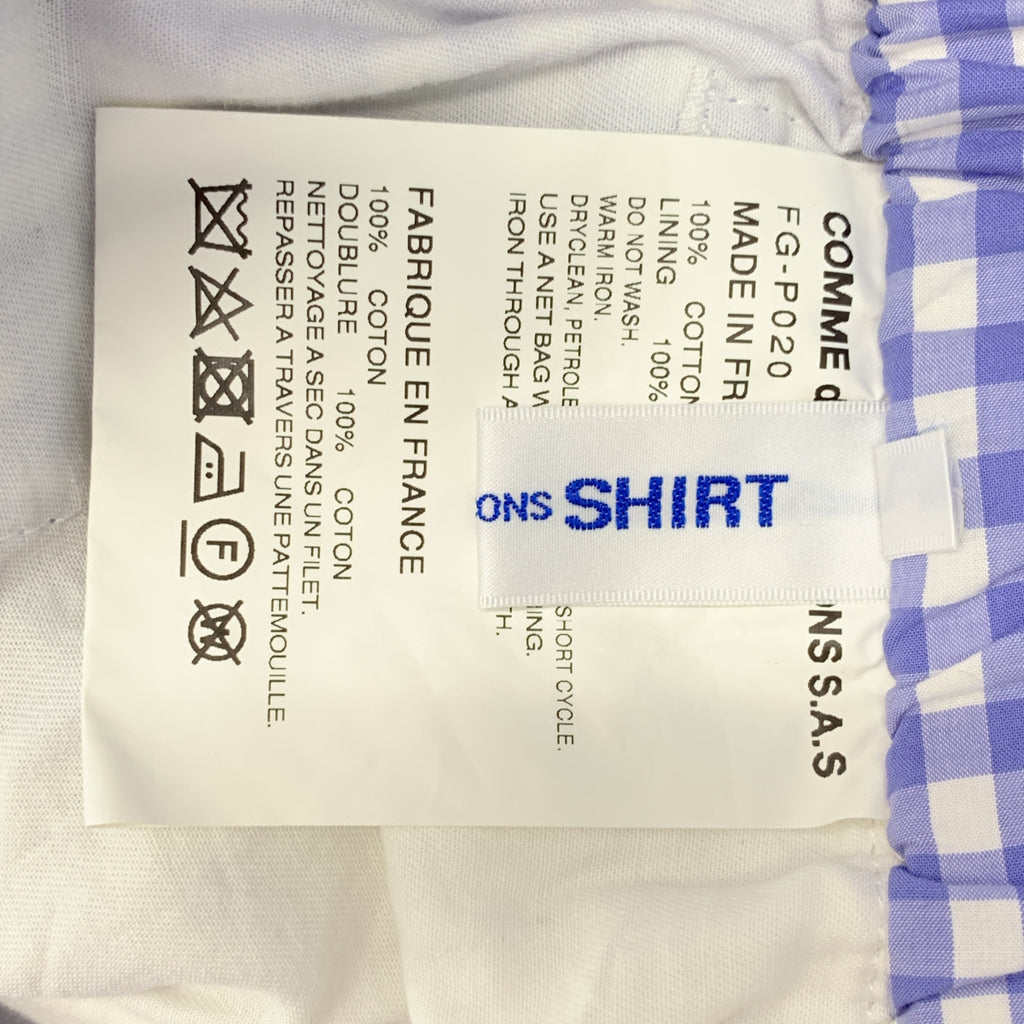 COMME d
ONS S.A.S
FG-P020
MADE IN FR
100% COTTON
LINING 100%
DO NOT WASH.
WARM IRON.
DRYCLEAN, PETROLE SHORT CYCLE.
USE A NET BAG W ING.
IRON THROUGH A TH.
FABRIQUE EN FRANCE
100% COTON
DOUBLURE 100% COTON
NETTOYAGE A SEC DANS UN FILET.
REPASSER A TRAVERS UNE PATTEMOUILLE.
F
W
ONS SHIRT